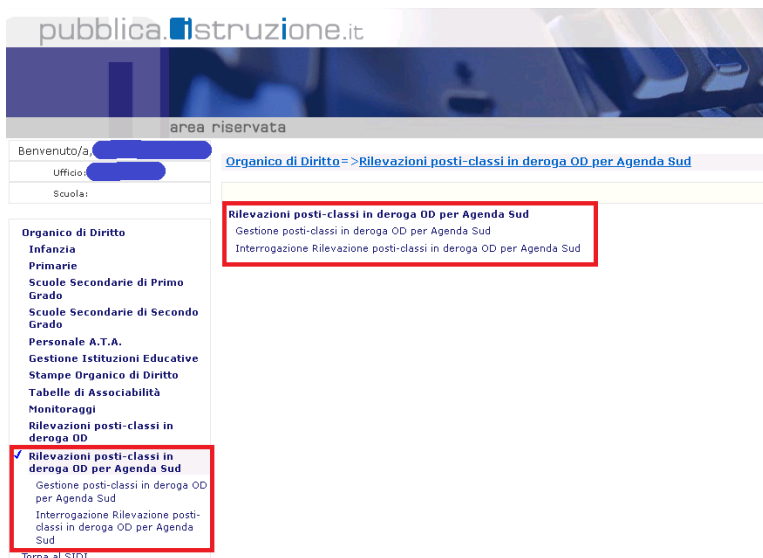 pubblica.istruzione.it
area riservata
Benvenuto/a,
Ufficio:
Scuola:
Organico di Diritto=>Rilevazioni posti-classi in deroga OD per Agenda Sud
Rilevazioni posti-classi in deroga OD per Agenda Sud
Gestione posti-classi in deroga OD per Agenda Sud
Interrogazione Rilevazione posti-classi in deroga OD per Agenda Sud
Organico di Diritto
Infanzia
Primarie
Scuole Secondarie di Primo
Grado
Scuole Secondarie di Secondo
Grado
Personale A.T.A.
Gestione Istituzioni Educative
Stampe Organico di Diritto
Tabelle di Associabilità
Monitoraggi
Rilevazioni posti-classi in
deroga OD
Rilevazioni posti-classi in
deroga OD per Agenda Sud
Gestione posti-classi in deroga OD
per Agenda Sud
Interrogazione Rilevazione posti-
classi in deroga OD per Agenda
Sud
Torna al SIDI